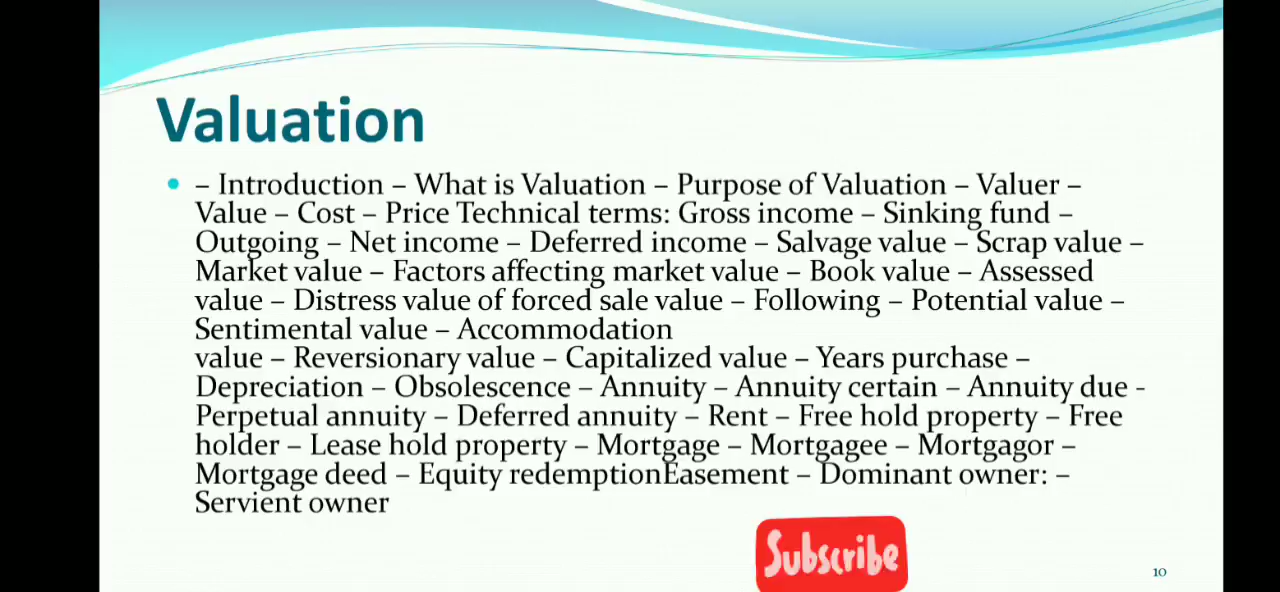 Valuation
– Introduction – What is Valuation – Purpose of Valuation – Valuer –
Value – Cost – Price Technical terms: Gross income – Sinking fund –
Outgoing – Net income – Deferred income – Salvage value – Scrap value –
Market value – Factors affecting market value – Book value – Assessed
value – Distress value of forced sale value – Following – Potential value –
Sentimental value – Accommodation
value – Reversionary value – Capitalized value – Years purchase –
Depreciation – Obsolescence – Annuity – Annuity certain – Annuity due -
Perpetual annuity – Deferred annuity – Rent – Free hold property – Free
holder – Lease hold property – Mortgage – Mortgagee – Mortgagor –
Mortgage deed – Equity redemptionEasement – Dominant owner: –
Servient owner
Subscribe
10